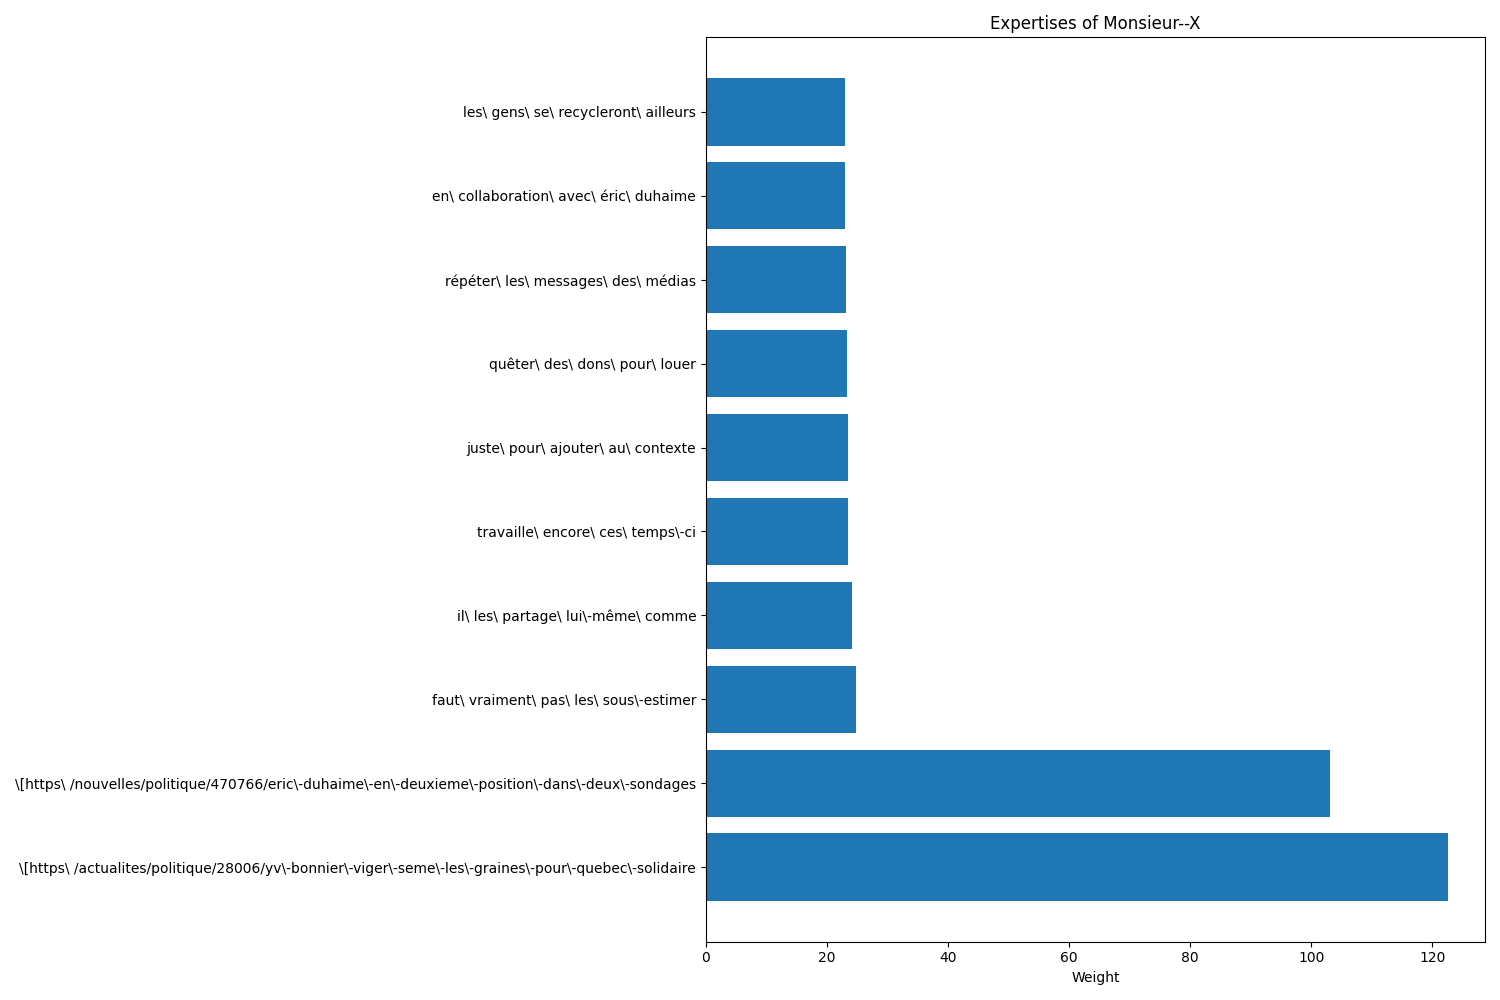 Expertises of Monsieur--X
les\ gens\ se\ recycleront\ ailleurs
en\ collaboration\ avec\ éric\ duhaime
répéter\ les\ messages\ des\ médias
quêter\ des\ dons\ pour\ louer
juste\ pour\ ajouter\ au\ contexte
travaille\ encore\ ces\ temps\-ci
il\ les\ partage\ lui\-même\ comme
faut\ vraiment\ pas\ les\ sous\-estimer
\[https\ /nouvelles/politique/470766/eric\-duhaime\-en\-deuxieme\-position\-dans\-deux\-sondages
\[https\ /actualites/politique/28006/yv\-bonnier\-viger\-seme\-les\-graines\-pour\-quebec\-solidaire
0 20 40 60 80 100 120
Weight